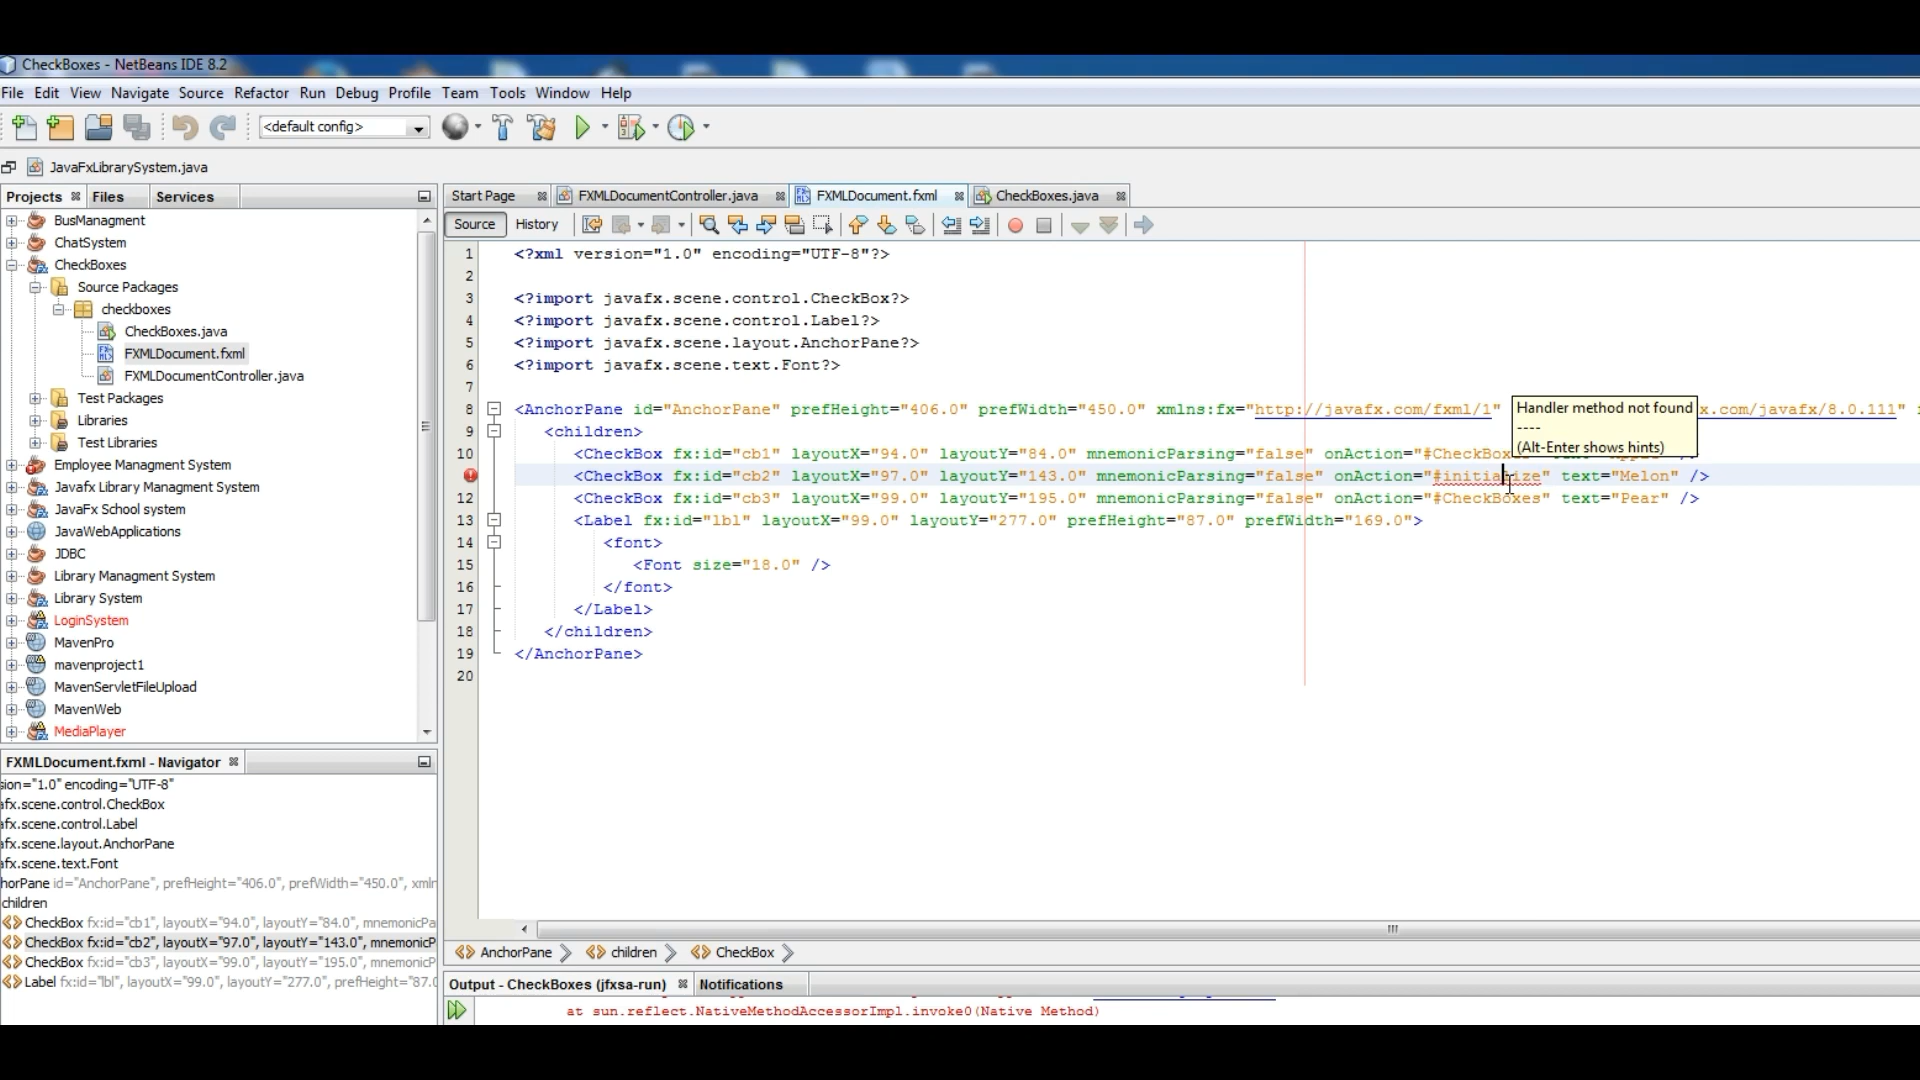 CheckBoxes - NetBeans IDE 8.2
File Edit View Navigate Source Refactor Run Debug Profile Team Tools Window Help
<default config>
JavaFxLibrarySystem.java
Projects Files Services
BusManagment
ChatSystem
CheckBoxes
Source Packages
checkboxes
CheckBoxes.java
FXMLDocument.fxml
FXMLDocumentController.java
Test Packages
Libraries
Test Libraries
Employee Managment System
Javafx Library Managment System
JavaFx School system
JavaWebApplications
JDBC
Library Managment System
Library System
LoginSystem
MavenPro
mavenproject1
MavenServletFileUpload
MavenWeb
MediaPlayer
FXMLDocument.fxml - Navigator
sion="1.0" encoding="UTF-8"
afx.scene.control.CheckBox
afx.scene.control.Label
afx.scene.layout.AnchorPane
afx.scene.text.Font
horPane id="AnchorPane", prefHeight="406.0", prefWidth="450.0", xmln
children
CheckBox fx:id="cb1", layoutX="94.0", layoutY="84.0", mnemonicPa
CheckBox fx:id="cb2", layoutX="97.0", layoutY="143.0", mnemonicP
CheckBox fx:id="cb3", layoutX="99.0", layoutY="195.0", mnemonicP
Label fx:id="lbl", layoutX="99.0", layoutY="277.0", prefHeight="87.0"
Start Page FXMLDocumentController.java FXMLDocument.fxml CheckBoxes.java
Source History
1 <?xml version="1.0" encoding="UTF-8"?>
2
3 <?import javafx.scene.control.CheckBox?>
4 <?import javafx.scene.control.Label?>
5 <?import javafx.scene.layout.AnchorPane?>
6 <?import javafx.scene.text.Font?>
7
8 <AnchorPane id="AnchorPane" prefHeight="406.0" prefWidth="450.0" xmlns:fx="http://javafx.com/fxml/1" x.com/javafx/8.0.111"
9 <children>
10 <CheckBox fx:id="cb1" layoutX="94.0" layoutY="84.0" mnemonicParsing="false" onAction="#CheckBox
<CheckBox fx:id="cb2" layoutX="97.0" layoutY="143.0" mnemonicParsing="false" onAction="#initialize" text="Melon" />
12 <CheckBox fx:id="cb3" layoutX="99.0" layoutY="195.0" mnemonicParsing="false" onAction="#CheckBoxes" text="Pear" />
13 <Label fx:id="lbl" layoutX="99.0" layoutY="277.0" prefHeight="87.0" prefWidth="169.0">
14 <font>
15 <Font size="18.0" />
16 </font>
17 </Label>
18 </children>
19 </AnchorPane>
20
Handler method not found
----
(Alt-Enter shows hints)
AnchorPane children CheckBox
Output - CheckBoxes (jfxsa-run) Notifications
at sun.reflect.NativeMethodAccessorImpl.invoke0(Native Method)